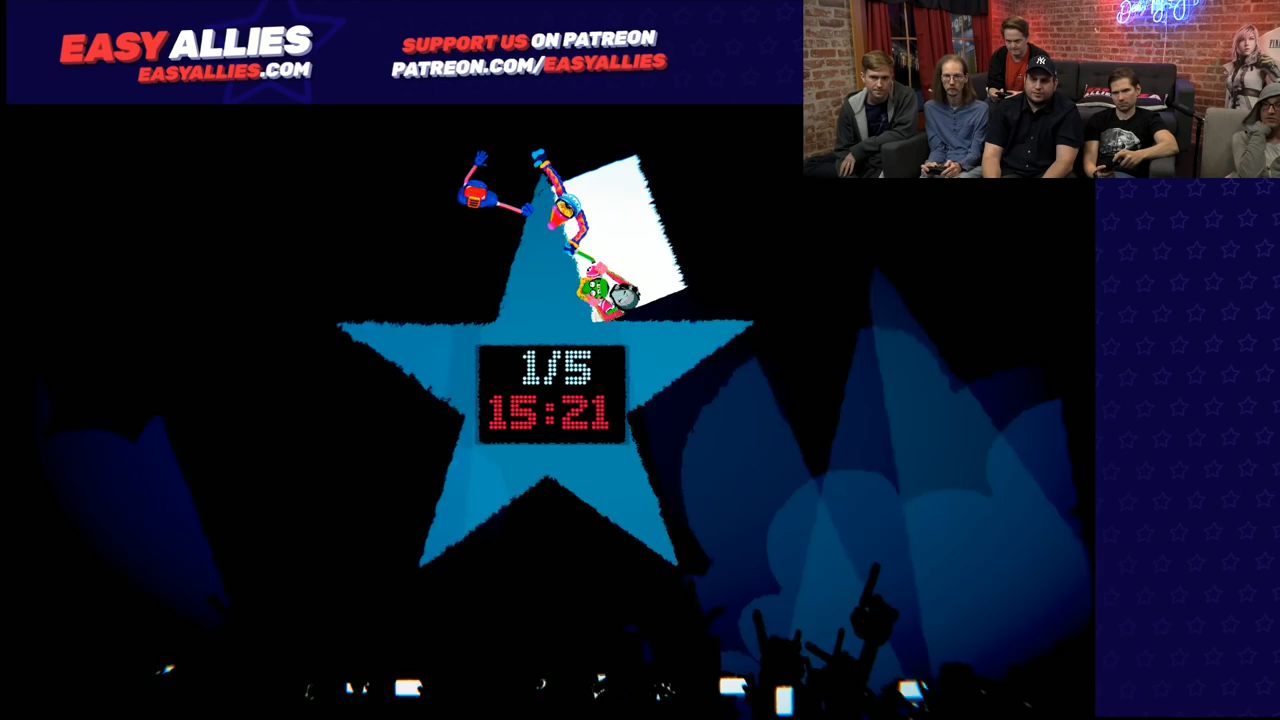 EASY ALLIES
EASYALLIES.COM
SUPPORT US ON PATREON
PATREON.COM/EASYALLIES
1/5
15:21